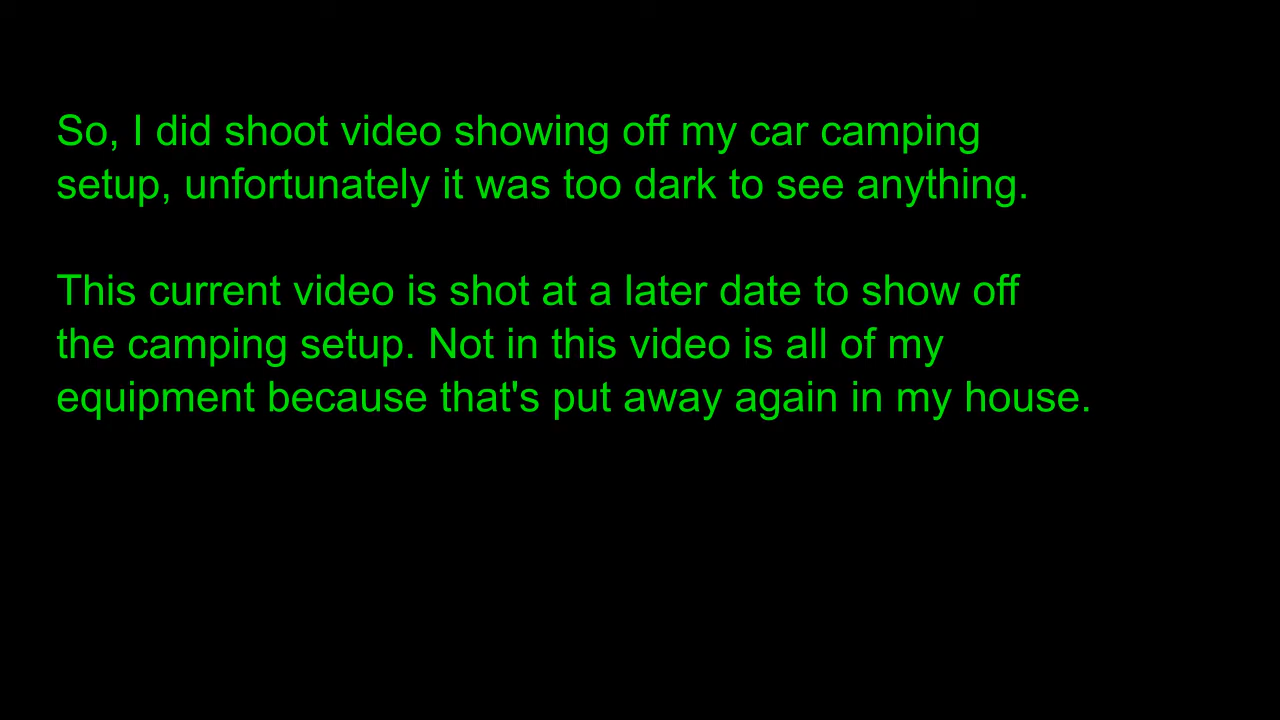 So, I did shoot video showing off my car camping
setup, unfortunately it was too dark to see anything.
This current video is shot at a later date to show off
the camping setup. Not in this video is all of my
equipment because that's put away again in my house.